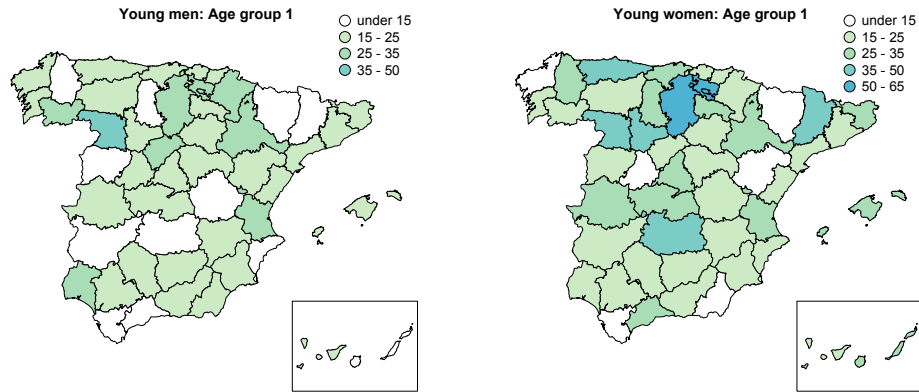 Young men: Age group 1
under 15
15 - 25
25 - 35
35 - 50
Young women: Age group 1
under 15
15 - 25
25 - 35
35 - 50
50 - 65